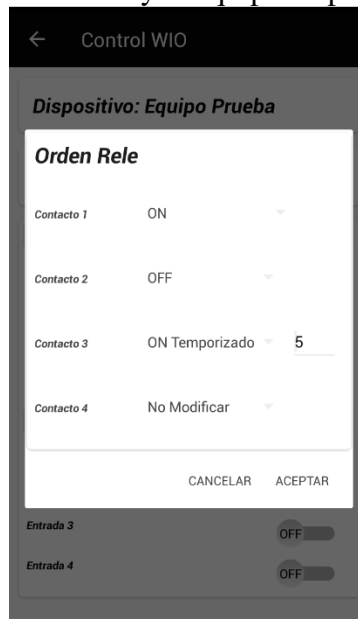 Control WIO
Dispositivo: Equipo Prueba
Orden Rele
Contacto 1 ON
Contacto 2 OFF
Contacto 3 ON Temporizado 5
Contacto 4 No Modificar
CANCELAR ACEPTAR
Entrada 3 OFF
Entrada 4 OFF